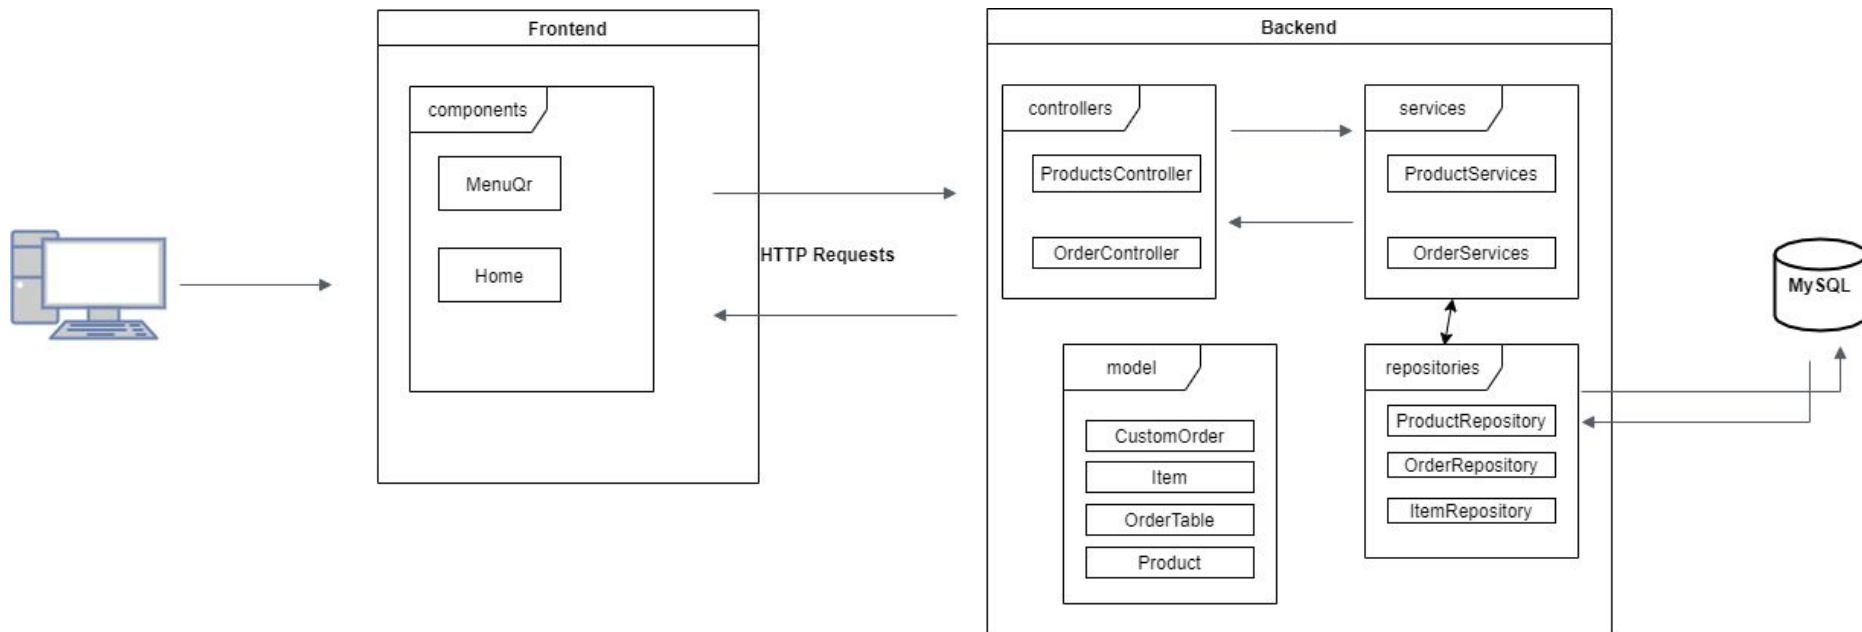 Frontend
components
MenuQr
Home
HTTP Requests
Backend
controllers
ProductsController
OrderController
services
ProductServices
OrderServices
model
CustomOrder
Item
OrderTable
Product
repositories
ProductRepository
OrderRepository
ItemRepository
MySQL